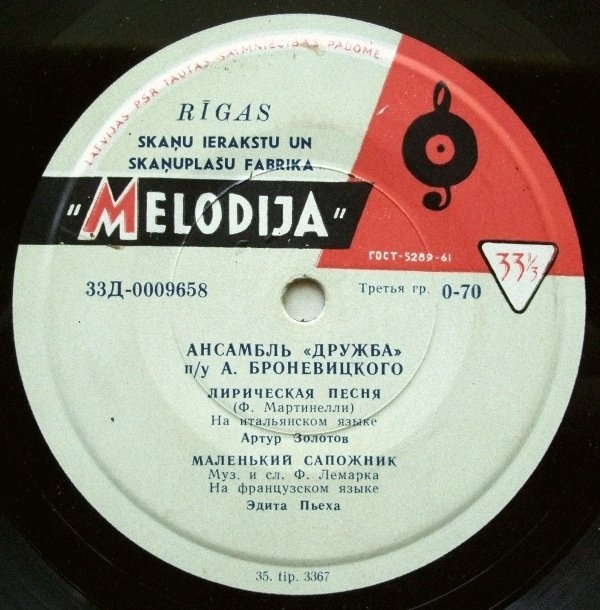 LATVIJAS PSR TAUTAS SAIMNIECĪBAS PADOME
RĪGAS
SKAŅU IERAKSTU UN
SKAŅUPLAŠU FABRIKA
"MELODIJA"
ГОСТ-5289-61
33⅓
33Д-0009658
Третья гр. 0-70
АНСАМБЛЬ «ДРУЖБА»
п/у А. БРОНЕВИЦКОГО
ЛИРИЧЕСКАЯ ПЕСНЯ
(Ф. Мартинелли)
На итальянском языке
Артур Золотов
МАЛЕНЬКИЙ САПОЖНИК
Муз. и сл. Ф. Лемарка
На французском языке
Эдита Пьеха
35. tip. 3367